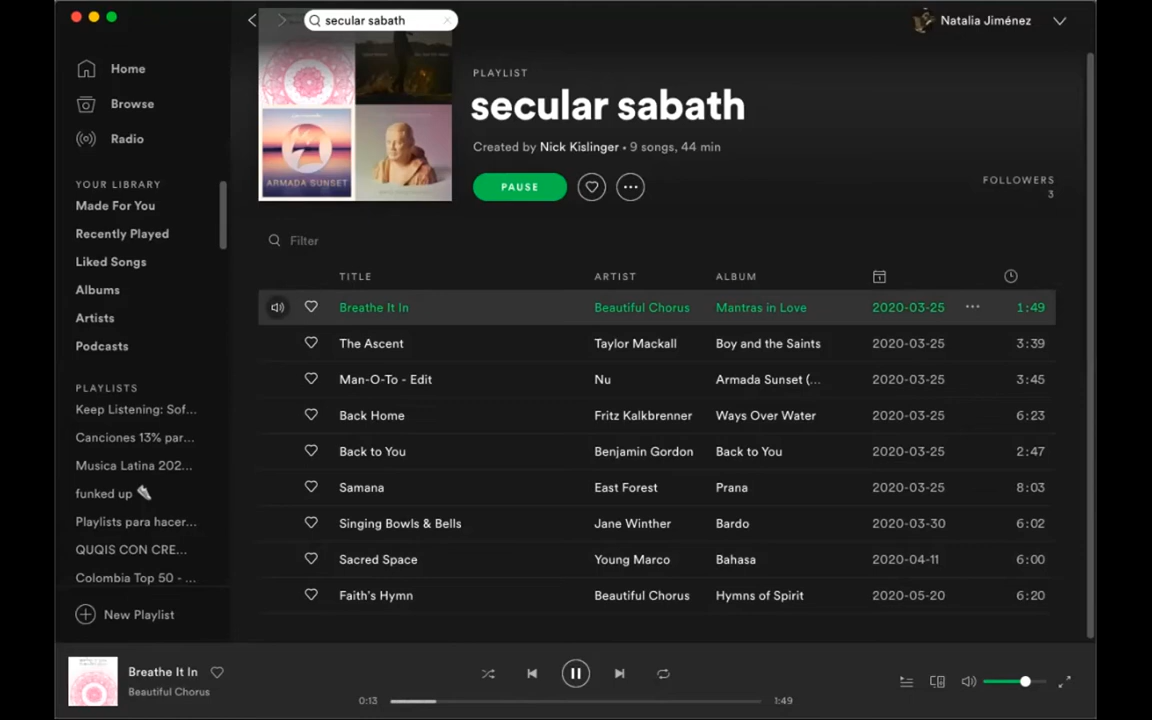 secular sabath
Natalia Jiménez
Home
Browse
Radio
YOUR LIBRARY
Made For You
Recently Played
Liked Songs
Albums
Artists
Podcasts
PLAYLISTS
Keep Listening: Sof...
Canciones 13% par...
Musica Latina 202...
funked up
Playlists para hacer...
QUQIS CON CRE...
Colombia Top 50 - ...
New Playlist
ARMADA SUNSET
PLAYLIST
secular sabath
Created by Nick Kislinger • 9 songs, 44 min
PAUSE
FOLLOWERS
3
Filter
TITLE ARTIST ALBUM
Breathe It In Beautiful Chorus Mantras in Love 2020-03-25 1:49
The Ascent Taylor Mackall Boy and the Saints 2020-03-25 3:39
Man-O-To - Edit Nu Armada Sunset (... 2020-03-25 3:45
Back Home Fritz Kalkbrenner Ways Over Water 2020-03-25 6:23
Back to You Benjamin Gordon Back to You 2020-03-25 2:47
Samana East Forest Prana 2020-03-25 8:03
Singing Bowls & Bells Jane Winther Bardo 2020-03-30 6:02
Sacred Space Young Marco Bahasa 2020-04-11 6:00
Faith's Hymn Beautiful Chorus Hymns of Spirit 2020-05-20 6:20
Breathe It In
Beautiful Chorus
0:13 1:49